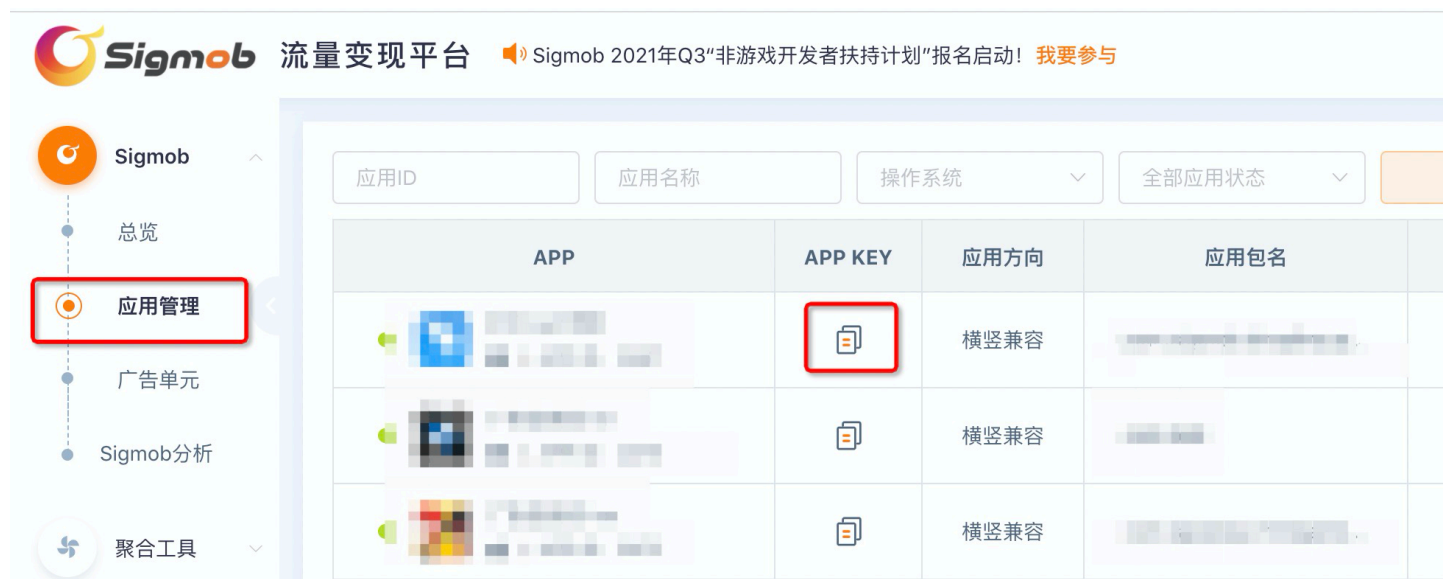 Sigmob 流量变现平台 Sigmob 2021年Q3“非游戏开发者扶持计划”报名启动！ 我要参与
Sigmob
总览
应用管理
广告单元
Sigmob分析
聚合工具
应用ID 应用名称 操作系统 全部应用状态
APP APP KEY 应用方向 应用包名
横竖兼容
横竖兼容
横竖兼容